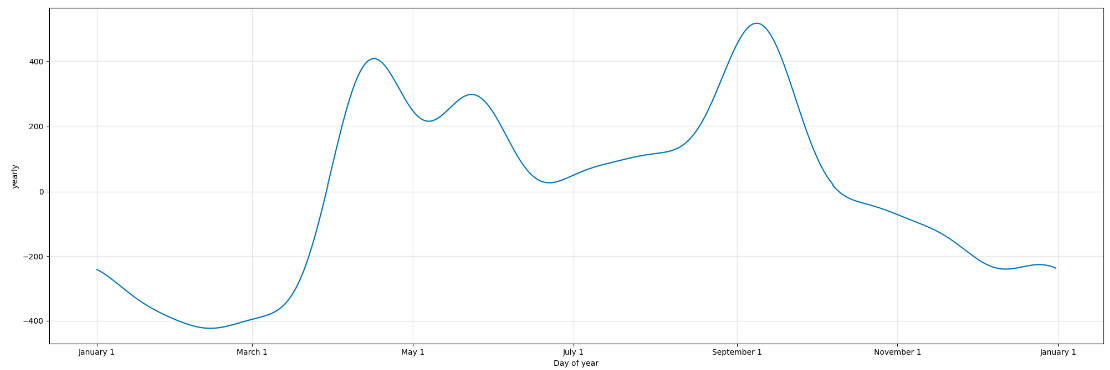 yearly
400
200
0
−200
−400
January 1
March 1
May 1
July 1
September 1
November 1
January 1
Day of year